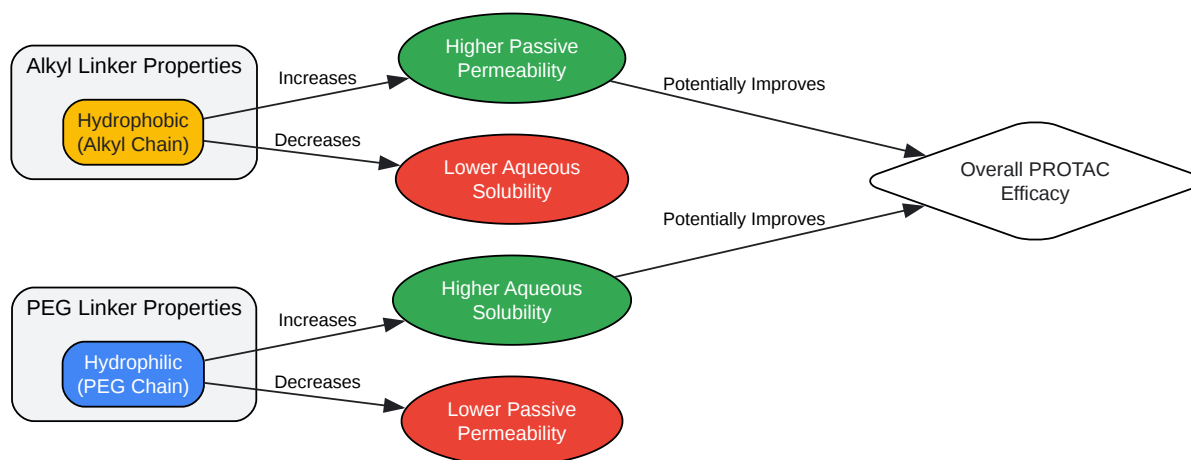 Alkyl Linker Properties
Hydrophobic
(Alkyl Chain)
Increases
Decreases
Higher Passive
Permeability
Lower Aqueous
Solubility
Potentially Improves
Overall PROTAC
Efficacy
Potentially Improves
PEG Linker Properties
Hydrophilic
(PEG Chain)
Increases
Decreases
Higher Aqueous
Solubility
Lower Passive
Permeability